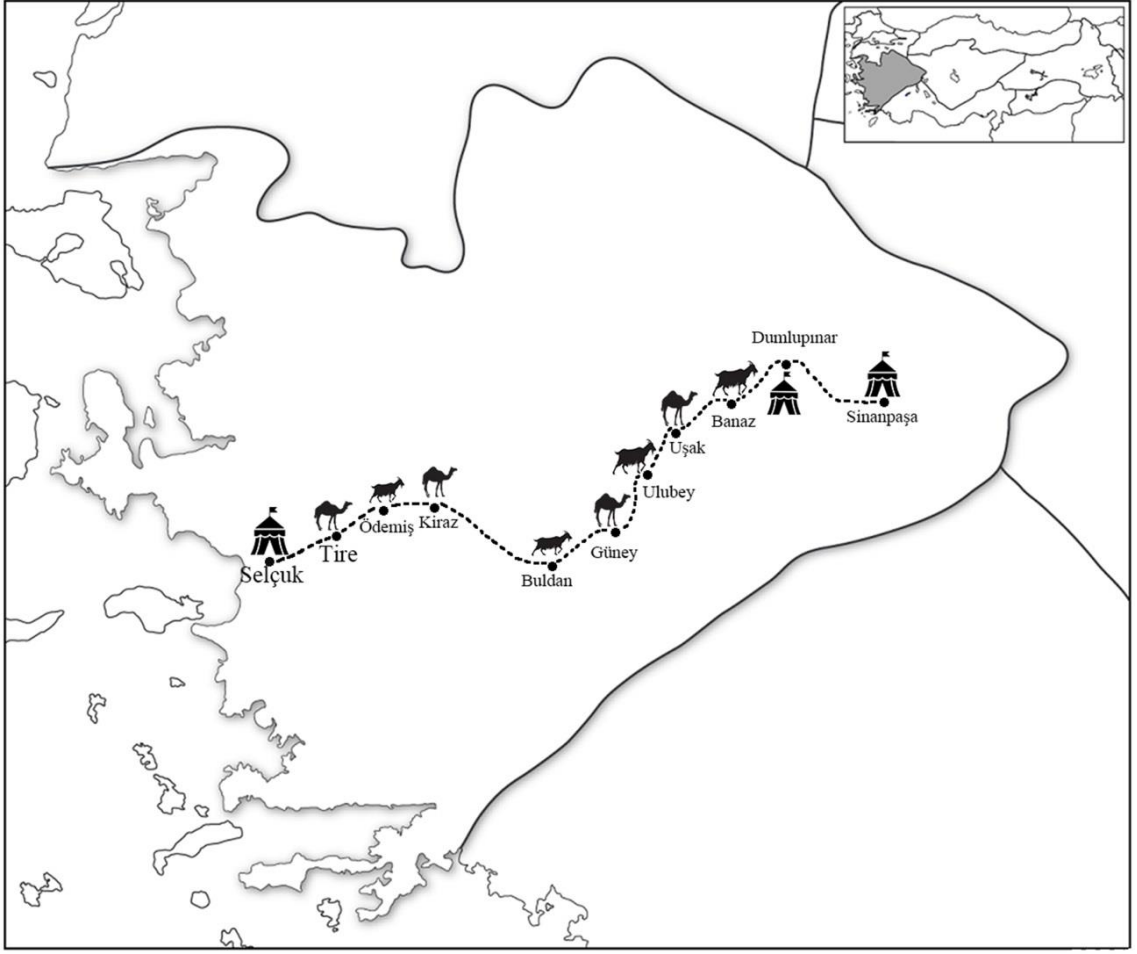 Dumlupınar
Sinanpaşa
Banaz
Uşak
Ulubey
Ödemiş
Kiraz
Güney
Tire
Selçuk
Buldan